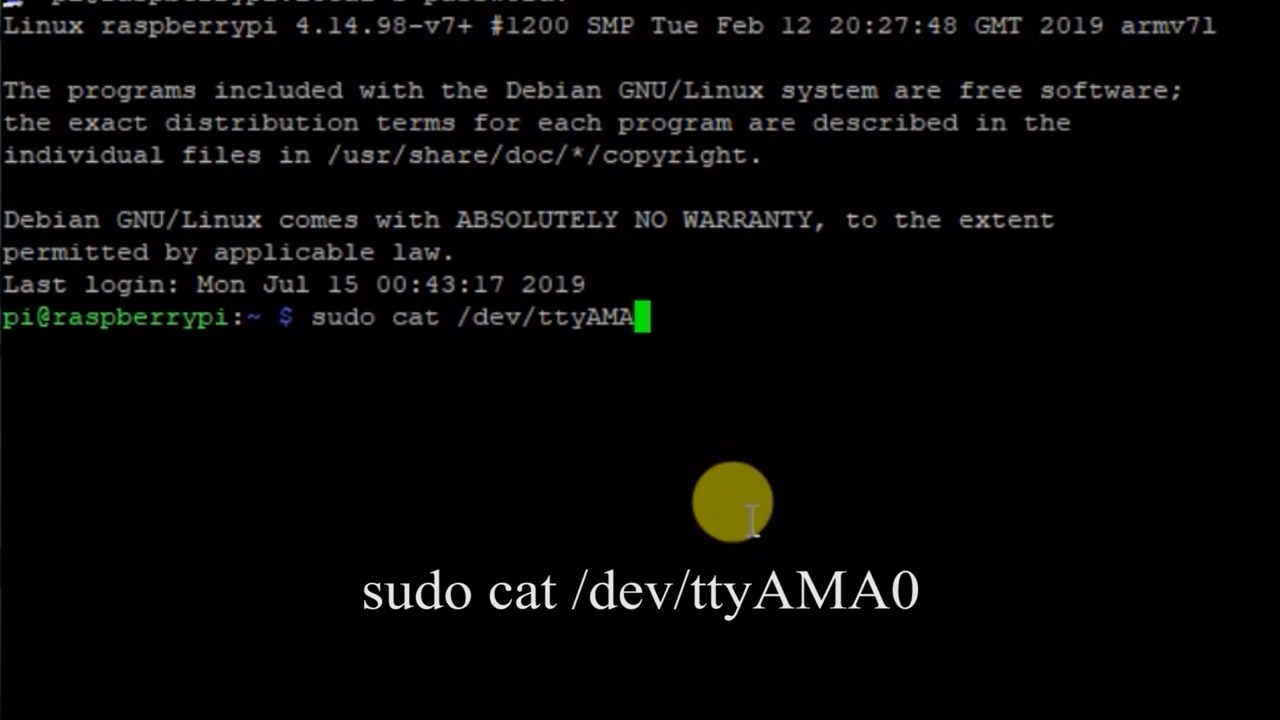 Linux raspberrypi 4.14.98-v7+ #1200 SMP Tue Feb 12 20:27:48 GMT 2019 armv7l
The programs included with the Debian GNU/Linux system are free software;
the exact distribution terms for each program are described in the
individual files in /usr/share/doc/*/copyright.
Debian GNU/Linux comes with ABSOLUTELY NO WARRANTY, to the extent
permitted by applicable law.
Last login: Mon Jul 15 00:43:17 2019
pi@raspberrypi:~ $ sudo cat /dev/ttyAMA
sudo cat /dev/ttyAMA0